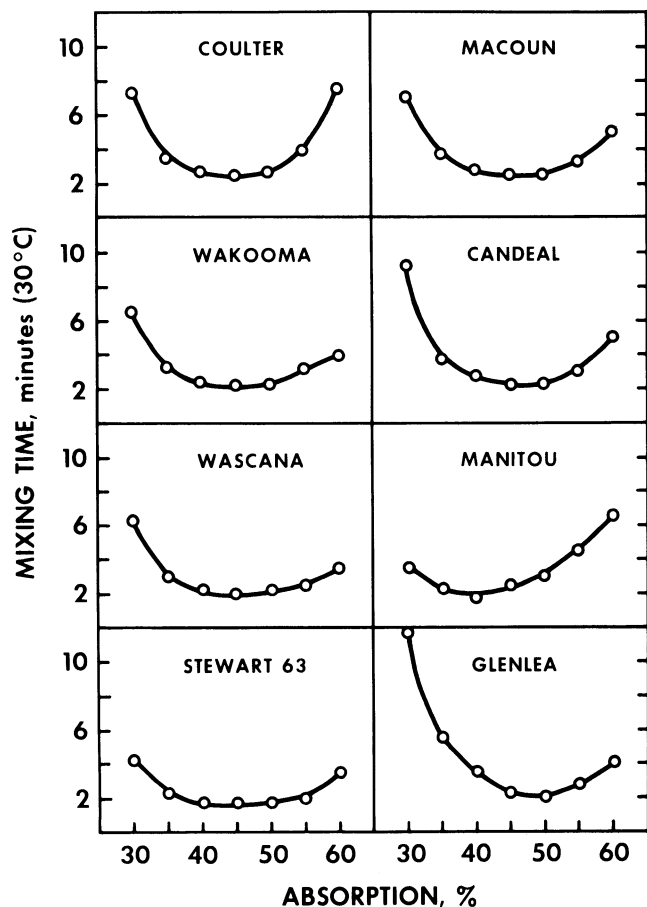 MIXING TIME, minutes (30°C)
10
6
2
COULTER
MACOUN
10
6
2
WAKOOMA
CANDEAL
10
6
2
WASCANA
MANITOU
10
6
2
STEWART 63
GLENLEA
30 40 50 60 30 40 50 60
ABSORPTION, %